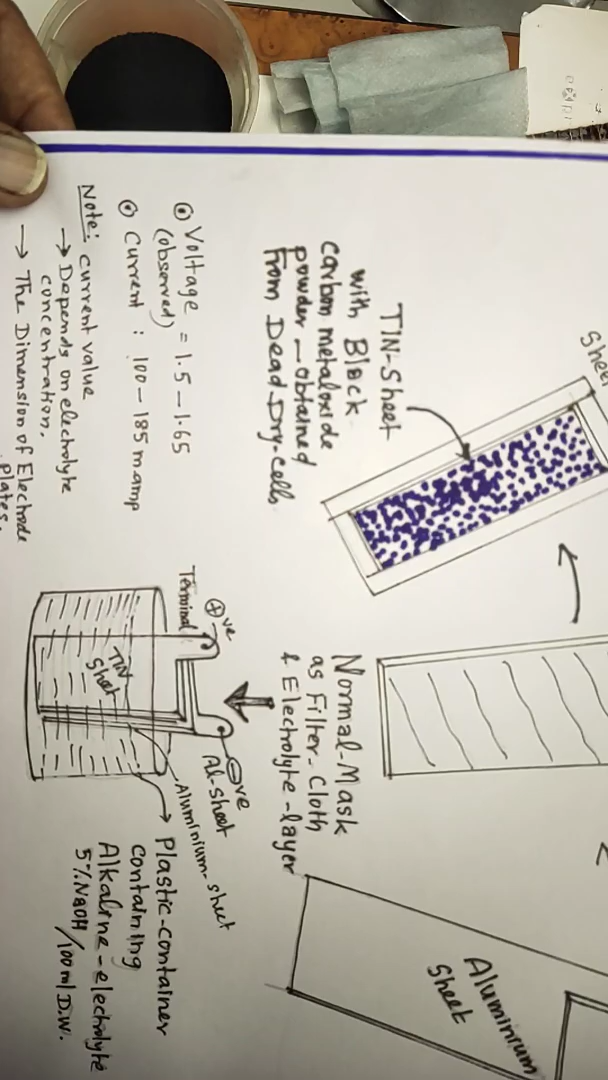 Sheet
TIN-Sheet
with Black
carbon metaloxide
powder - obtained
From Dead Dry-cells
⊙ Voltage = 1.5 - 1.65
(observed)
⊙ Current : 100 - 185 mamp
Note: current value
→ Depends on electrolyte
concentration.
→ The Dimension of Electrode
Plates.
Normal-Mask
as Filter-Cloth
& Electrolyte-layer
Aluminium
Sheet
⊕ve
Terminal
⊖ve
Al-sheet
TIN
Sheet
Aluminium-sheet
→ Plastic-container
containing
Alkaline-electrolyte
5% NaOH /100 ml D.W.